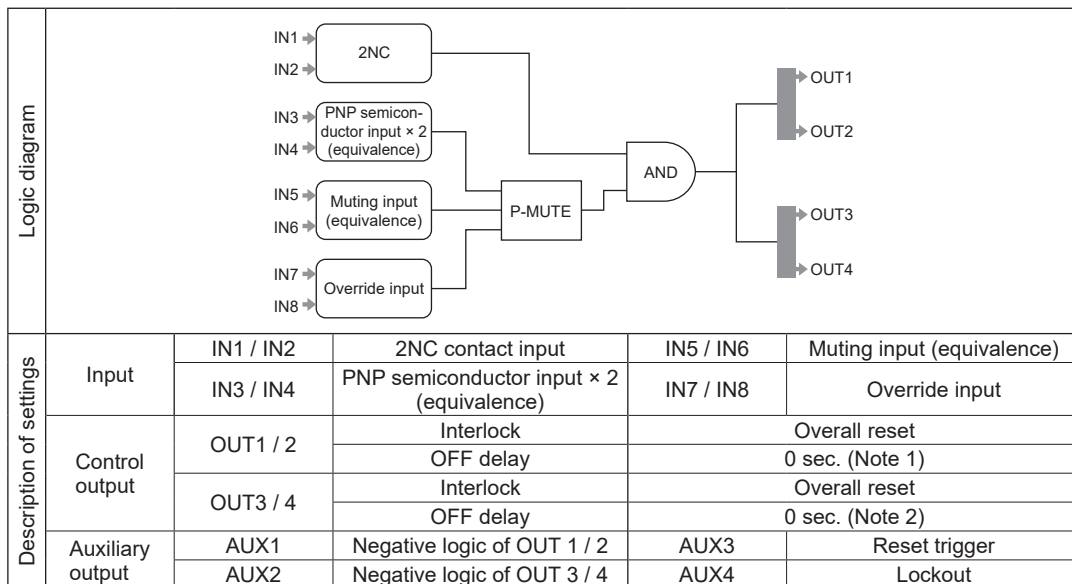 Logic diagram
IN1
IN2
2NC
IN3
IN4
PNP semicon-
ductor input × 2
(equivalence)
IN5
IN6
Muting input
(equivalence)
IN7
IN8
Override input
P-MUTE
AND
OUT1
OUT2
OUT3
OUT4
Description of settings
Input
IN1 / IN2
2NC contact input
IN5 / IN6
Muting input (equivalence)
IN3 / IN4
PNP semiconductor input × 2
(equivalence)
IN7 / IN8
Override input
Control
output
OUT1 / 2
Interlock
Overall reset
OFF delay
0 sec. (Note 1)
OUT3 / 4
Interlock
Overall reset
OFF delay
0 sec. (Note 2)
Auxiliary
output
AUX1
Negative logic of OUT 1 / 2
AUX3
Reset trigger
AUX2
Negative logic of OUT 3 / 4
AUX4
Lockout